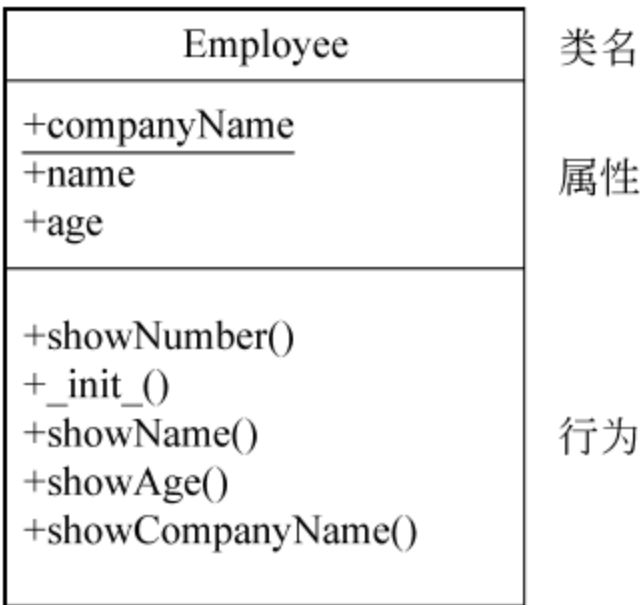 Employee
类名
+companyName
+name
属性
+age
+showNumber()
+_init_()
+showName()
行为
+showAge()
+showCompanyName()